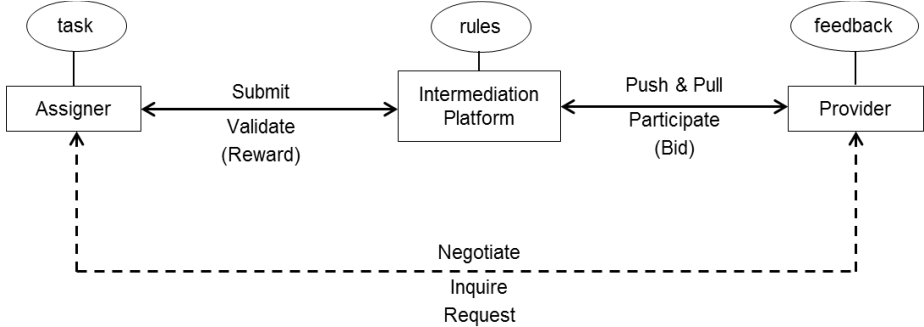 task
rules
feedback
Assigner
Submit
Validate
(Reward)
Intermediation
Platform
Push & Pull
Participate
(Bid)
Provider
Negotiate
Inquire
Request